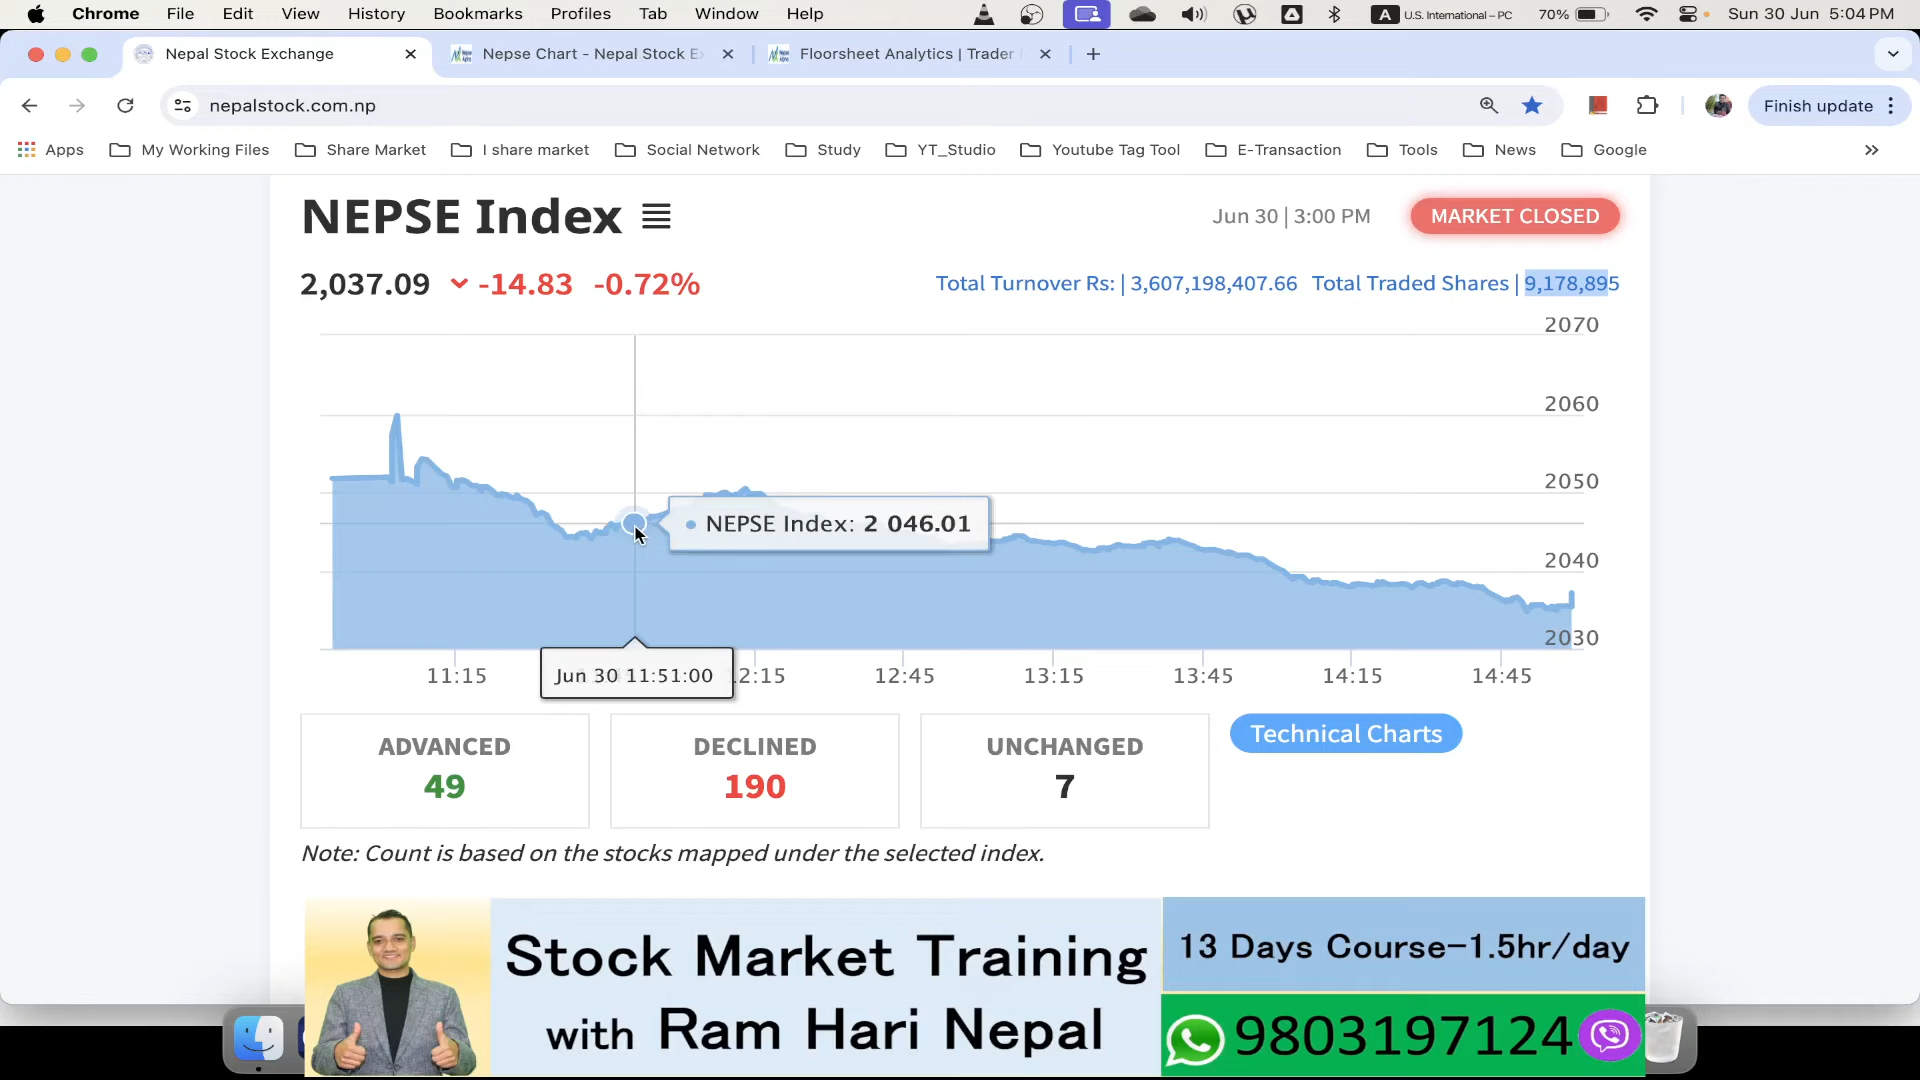 Chrome File Edit View History Bookmarks Profiles Tab Window Help A U.S. International – PC 70% Sun 30 Jun 5:04 PM
Nepal Stock Exchange Nepse Chart - Nepal Stock Ex Floorsheet Analytics | Trader
nepalstock.com.np Finish update
Apps My Working Files Share Market I share market Social Network Study YT_Studio Youtube Tag Tool E-Transaction Tools News Google
NEPSE Index Jun 30 | 3:00 PM MARKET CLOSED
2,037.09 -14.83 -0.72% Total Turnover Rs: | 3,607,198,407.66 Total Traded Shares | 9,178,895
2070
2060
2050
NEPSE Index: 2 046.01
2040
2030
11:15 Jun 30 11:51:00 2:15 12:45 13:15 13:45 14:15 14:45
ADVANCED DECLINED UNCHANGED Technical Charts
49 190 7
Note: Count is based on the stocks mapped under the selected index.
Stock Market Training
with Ram Hari Nepal
13 Days Course-1.5hr/day
9803197124